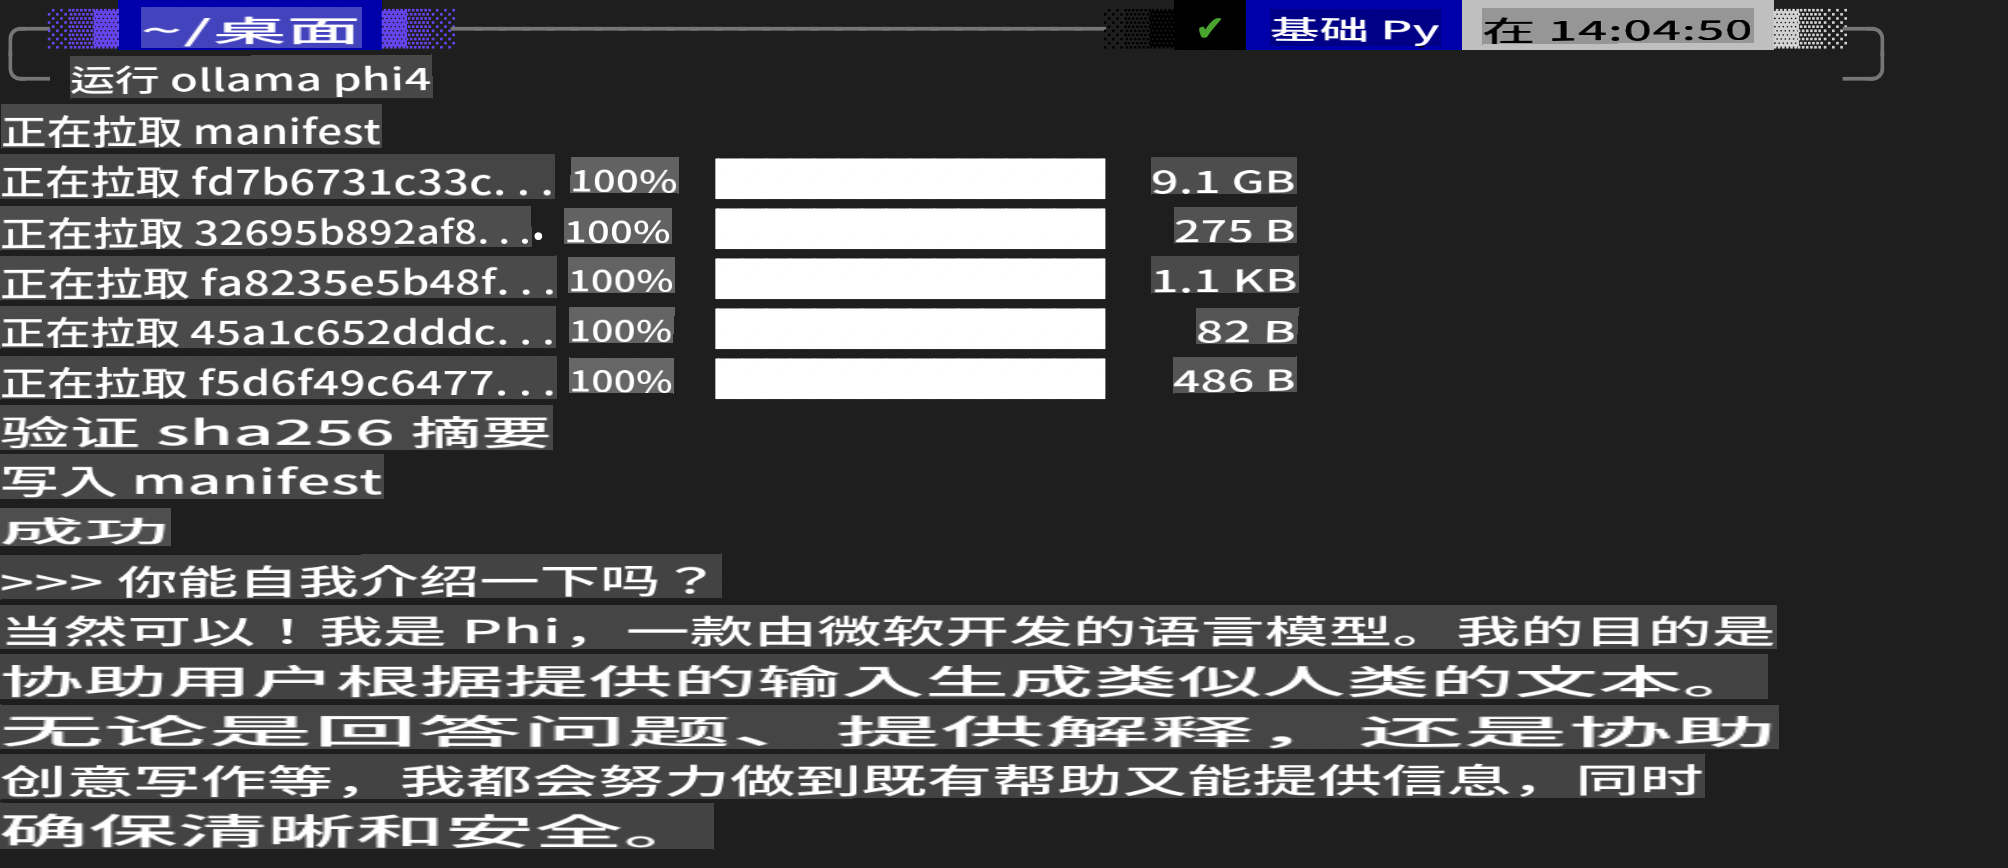 ~/桌面 ✔ 基础 Py 在 14:04:50
运行 ollama phi4
正在拉取 manifest
正在拉取 fd7b6731c33c... 100% 9.1 GB
正在拉取 32695b892af8... 100% 275 B
正在拉取 fa8235e5b48f... 100% 1.1 KB
正在拉取 45a1c652dddc... 100% 82 B
正在拉取 f5d6f49c6477... 100% 486 B
验证 sha256 摘要
写入 manifest
成功
>>> 你能自我介绍一下吗？
当然可以！我是 Phi，一款由微软开发的语言模型。我的目的是
协助用户根据提供的输入生成类似人类的文本。
无论是回答问题、提供解释，还是协助
创意写作等，我都会努力做到既有帮助又能提供信息，同时
确保清晰和安全。